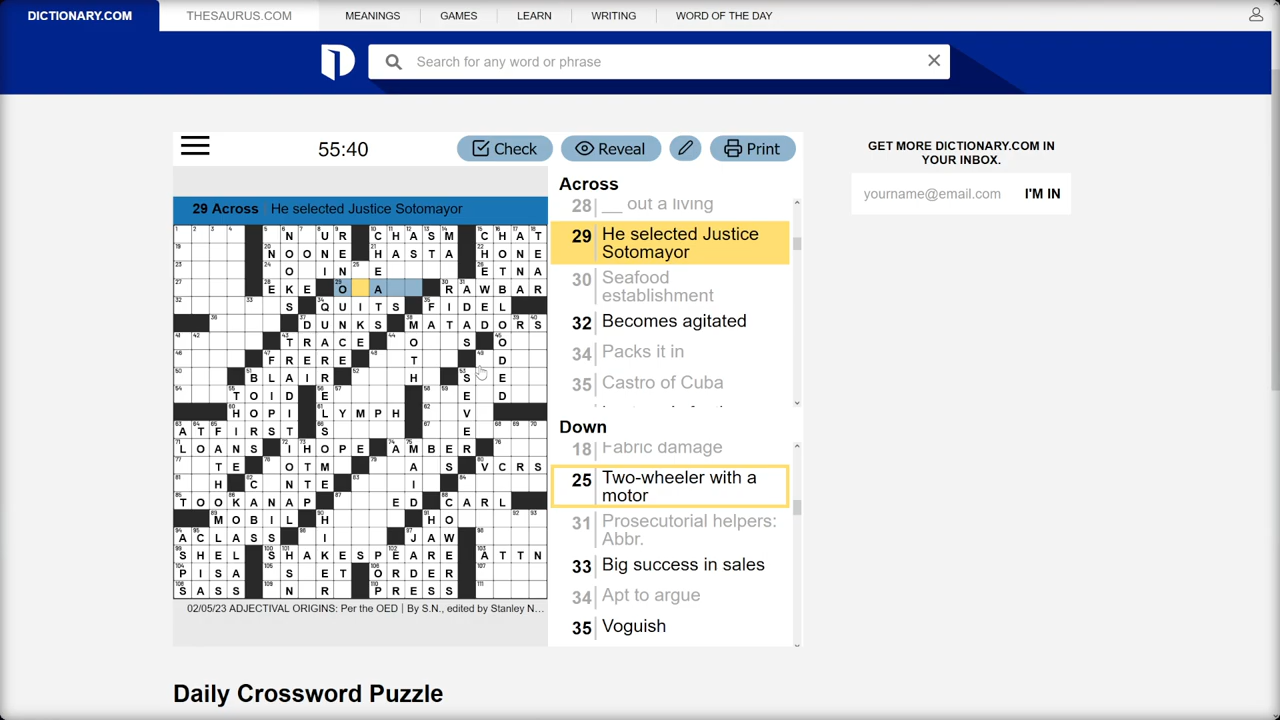 DICTIONARY.COM
THESAURUS.COM
MEANINGS
GAMES
LEARN
WRITING
WORD OF THE DAY
Search for any word or phrase
55:40
Check
Reveal
Print
GET MORE DICTIONARY.COM IN
YOUR INBOX.
yourname@email.com
I'M IN
29 Across He selected Justice Sotomayor
Across
28 __ out a living
29 He selected Justice
Sotomayor
30 Seafood
establishment
32 Becomes agitated
34 Packs it in
35 Castro of Cuba
Down
18 Fabric damage
25 Two-wheeler with a
motor
31 Prosecutorial helpers:
Abbr.
33 Big success in sales
34 Apt to argue
35 Voguish
N U R C H A S M C H A T
N O O N E H A S T A H O N E
O I N E E T N A
E K E O A R A W B A R
S Q U I T S F I D E L
D U N K S M A T A D O R S
T R A C E O S O
F R E R E T D
B L A I R H S E
T O I D E E D
H O P I L Y M P H V
A T F I R S T S E
L O A N S I H O P E A M B E R
T E O T M A S V C R S
H C N T E I
T O O K A N A P E D C A R L
M O B I L H H O
A C L A S S I J A W
S H E L S H A K E S P E A R E A T T N
P I S A S E T O R D E R
S A S S N R P R E S S
02/05/23 ADJECTIVAL ORIGINS: Per the OED | By S.N., edited by Stanley N...
Daily Crossword Puzzle